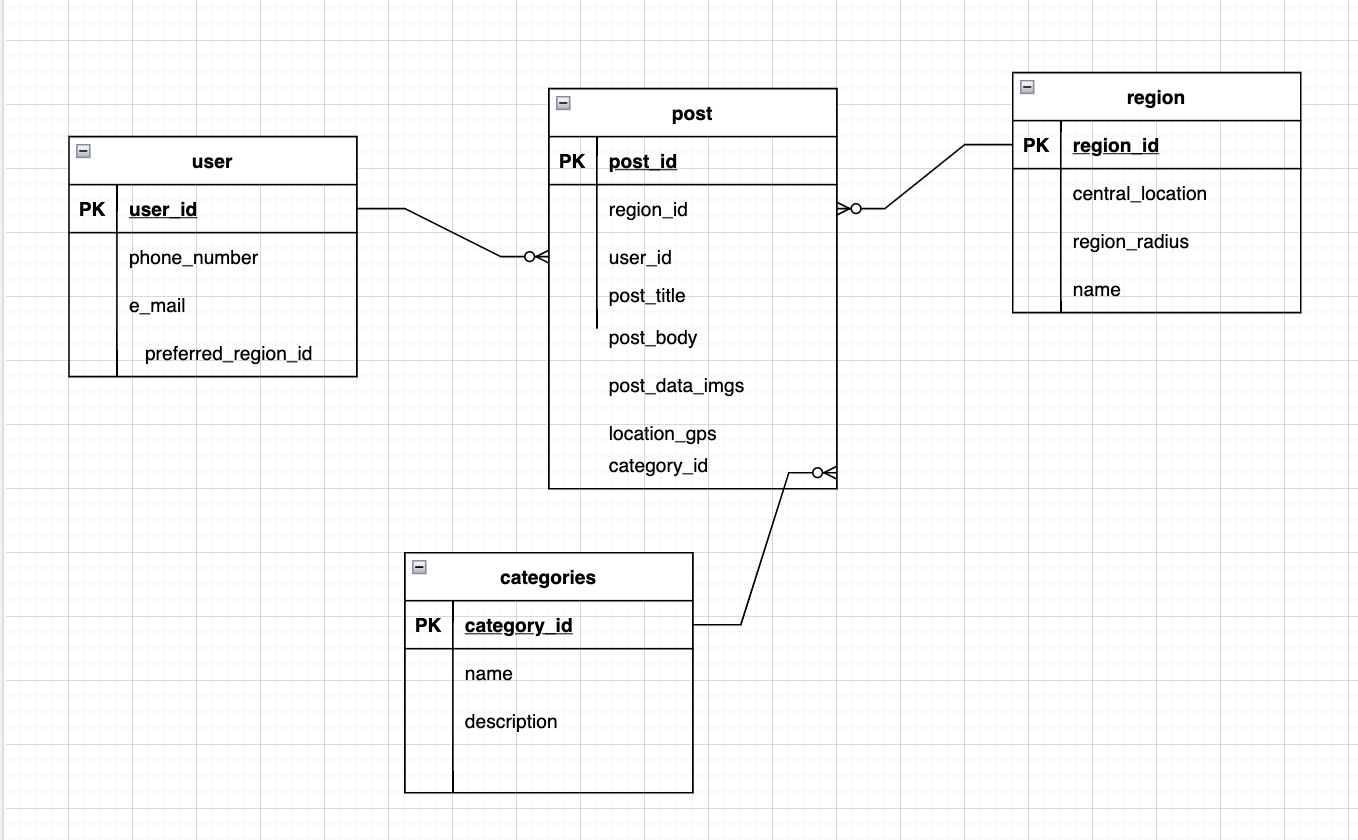 user
PK user_id
phone_number
e_mail
preferred_region_id
post
PK post_id
region_id
user_id
post_title
post_body
post_data_imgs
location_gps
category_id
region
PK region_id
central_location
region_radius
name
categories
PK category_id
name
description